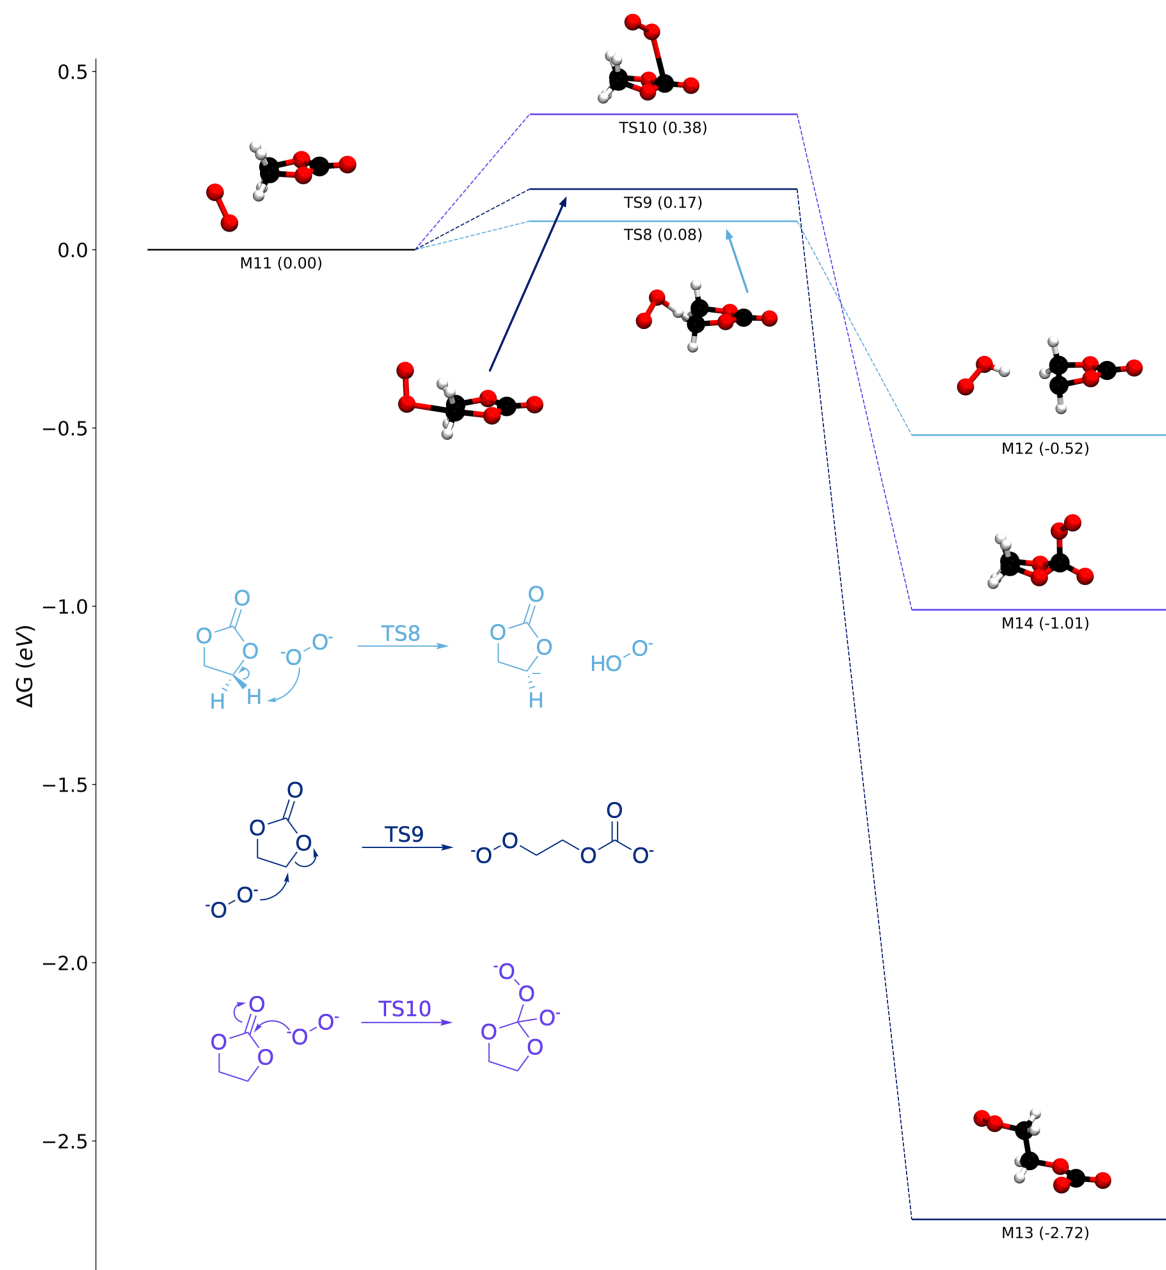 0.5
0.0
−0.5
−1.0
−1.5
−2.0
−2.5
ΔG (eV)
M11 (0.00)
TS10 (0.38)
TS9 (0.17)
TS8 (0.08)
M12 (-0.52)
M14 (-1.01)
M13 (-2.72)
O
O
O
H
H
-O
O-
TS8
O
O
O
-
H
HO
O-
O
O
O
-O
O-
TS9
-O
O
O
O
O-
O
O
O
-O
O-
TS10
-O
O
O
O-
O